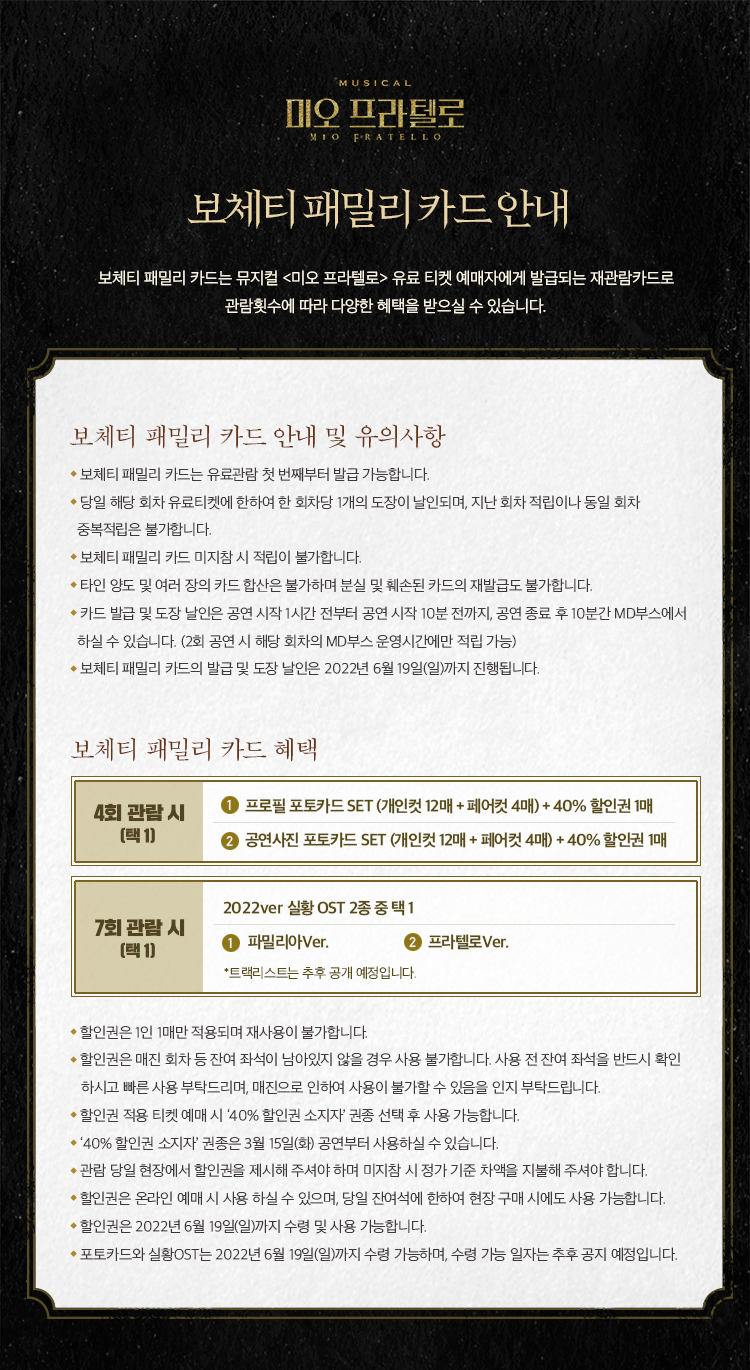 MUSICAL
미오 프라텔로
MIO FRATELLO
보체티 패밀리 카드 안내
보체티 패밀리 카드는 뮤지컬 <미오 프라텔로> 유료 티켓 예매자에게 발급되는 재관람카드로
관람횟수에 따라 다양한 혜택을 받으실 수 있습니다.
보체티 패밀리 카드 안내 및 유의사항
◆ 보체티 패밀리 카드는 유료관람 첫 번째부터 발급 가능합니다.
◆ 당일 해당 회차 유료티켓에 한하여 한 회차당 1개의 도장이 날인되며, 지난 회차 적립이나 동일 회차
중복적립은 불가합니다.
◆ 보체티 패밀리 카드 미지참 시 적립이 불가합니다.
◆ 타인 양도 및 여러 장의 카드 합산은 불가하며 분실 및 훼손된 카드의 재발급도 불가합니다.
◆ 카드 발급 및 도장 날인은 공연 시작 1시간 전부터 공연 시작 10분 전까지, 공연 종료 후 10분간 MD부스에서
하실 수 있습니다. (2회 공연 시 해당 회차의 MD부스 운영시간에만 적립 가능)
◆ 보체티 패밀리 카드의 발급 및 도장 날인은 2022년 6월 19일(일)까지 진행됩니다.
보체티 패밀리 카드 혜택
4회 관람 시
(택 1)
1 프로필 포토카드 SET (개인컷 12매 + 페어컷 4매) + 40% 할인권 1매
2 공연사진 포토카드 SET (개인컷 12매 + 페어컷 4매) + 40% 할인권 1매
7회 관람 시
(택 1)
2022ver 실황 OST 2종 중 택 1
1 파밀리아Ver. 2 프라텔로Ver.
*트랙리스트는 추후 공개 예정입니다.
◆ 할인권은 1인 1매만 적용되며 재사용이 불가합니다.
◆ 할인권은 매진 회차 등 잔여 좌석이 남아있지 않을 경우 사용 불가합니다. 사용 전 잔여 좌석을 반드시 확인
하시고 빠른 사용 부탁드리며, 매진으로 인하여 사용이 불가할 수 있음을 인지 부탁드립니다.
◆ 할인권 적용 티켓 예매 시 ‘40% 할인권 소지자’ 권종 선택 후 사용 가능합니다.
◆ ‘40% 할인권 소지자’ 권종은 3월 15일(화) 공연부터 사용하실 수 있습니다.
◆ 관람 당일 현장에서 할인권을 제시해 주셔야 하며 미지참 시 정가 기준 차액을 지불해 주셔야 합니다.
◆ 할인권은 온라인 예매 시 사용 하실 수 있으며, 당일 잔여석에 한하여 현장 구매 시에도 사용 가능합니다.
◆ 할인권은 2022년 6월 19일(일)까지 수령 및 사용 가능합니다.
◆ 포토카드와 실황OST는 2022년 6월 19일(일)까지 수령 가능하며, 수령 가능 일자는 추후 공지 예정입니다.